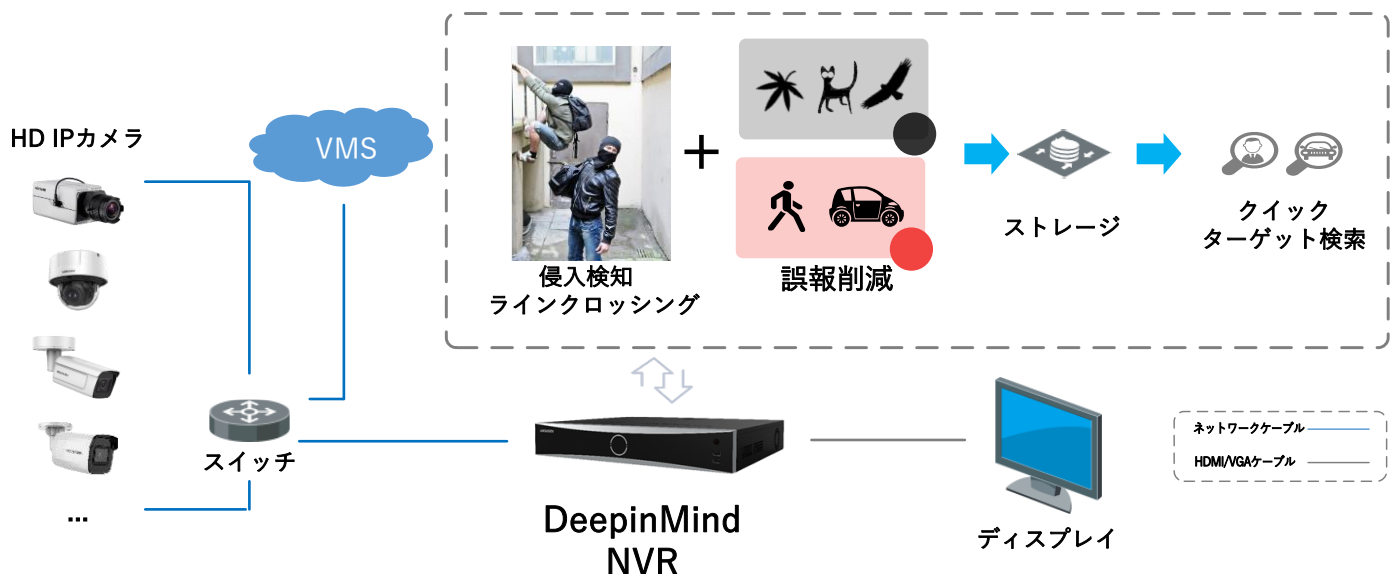 HD IPカメラ
VMS
...
スイッチ
侵入検知
ラインクロッシング
+
誤報削減
ストレージ
クイック
ターゲット検索
DeepinMind
NVR
ディスプレイ
ネットワークケーブル
HDMI/VGAケーブル